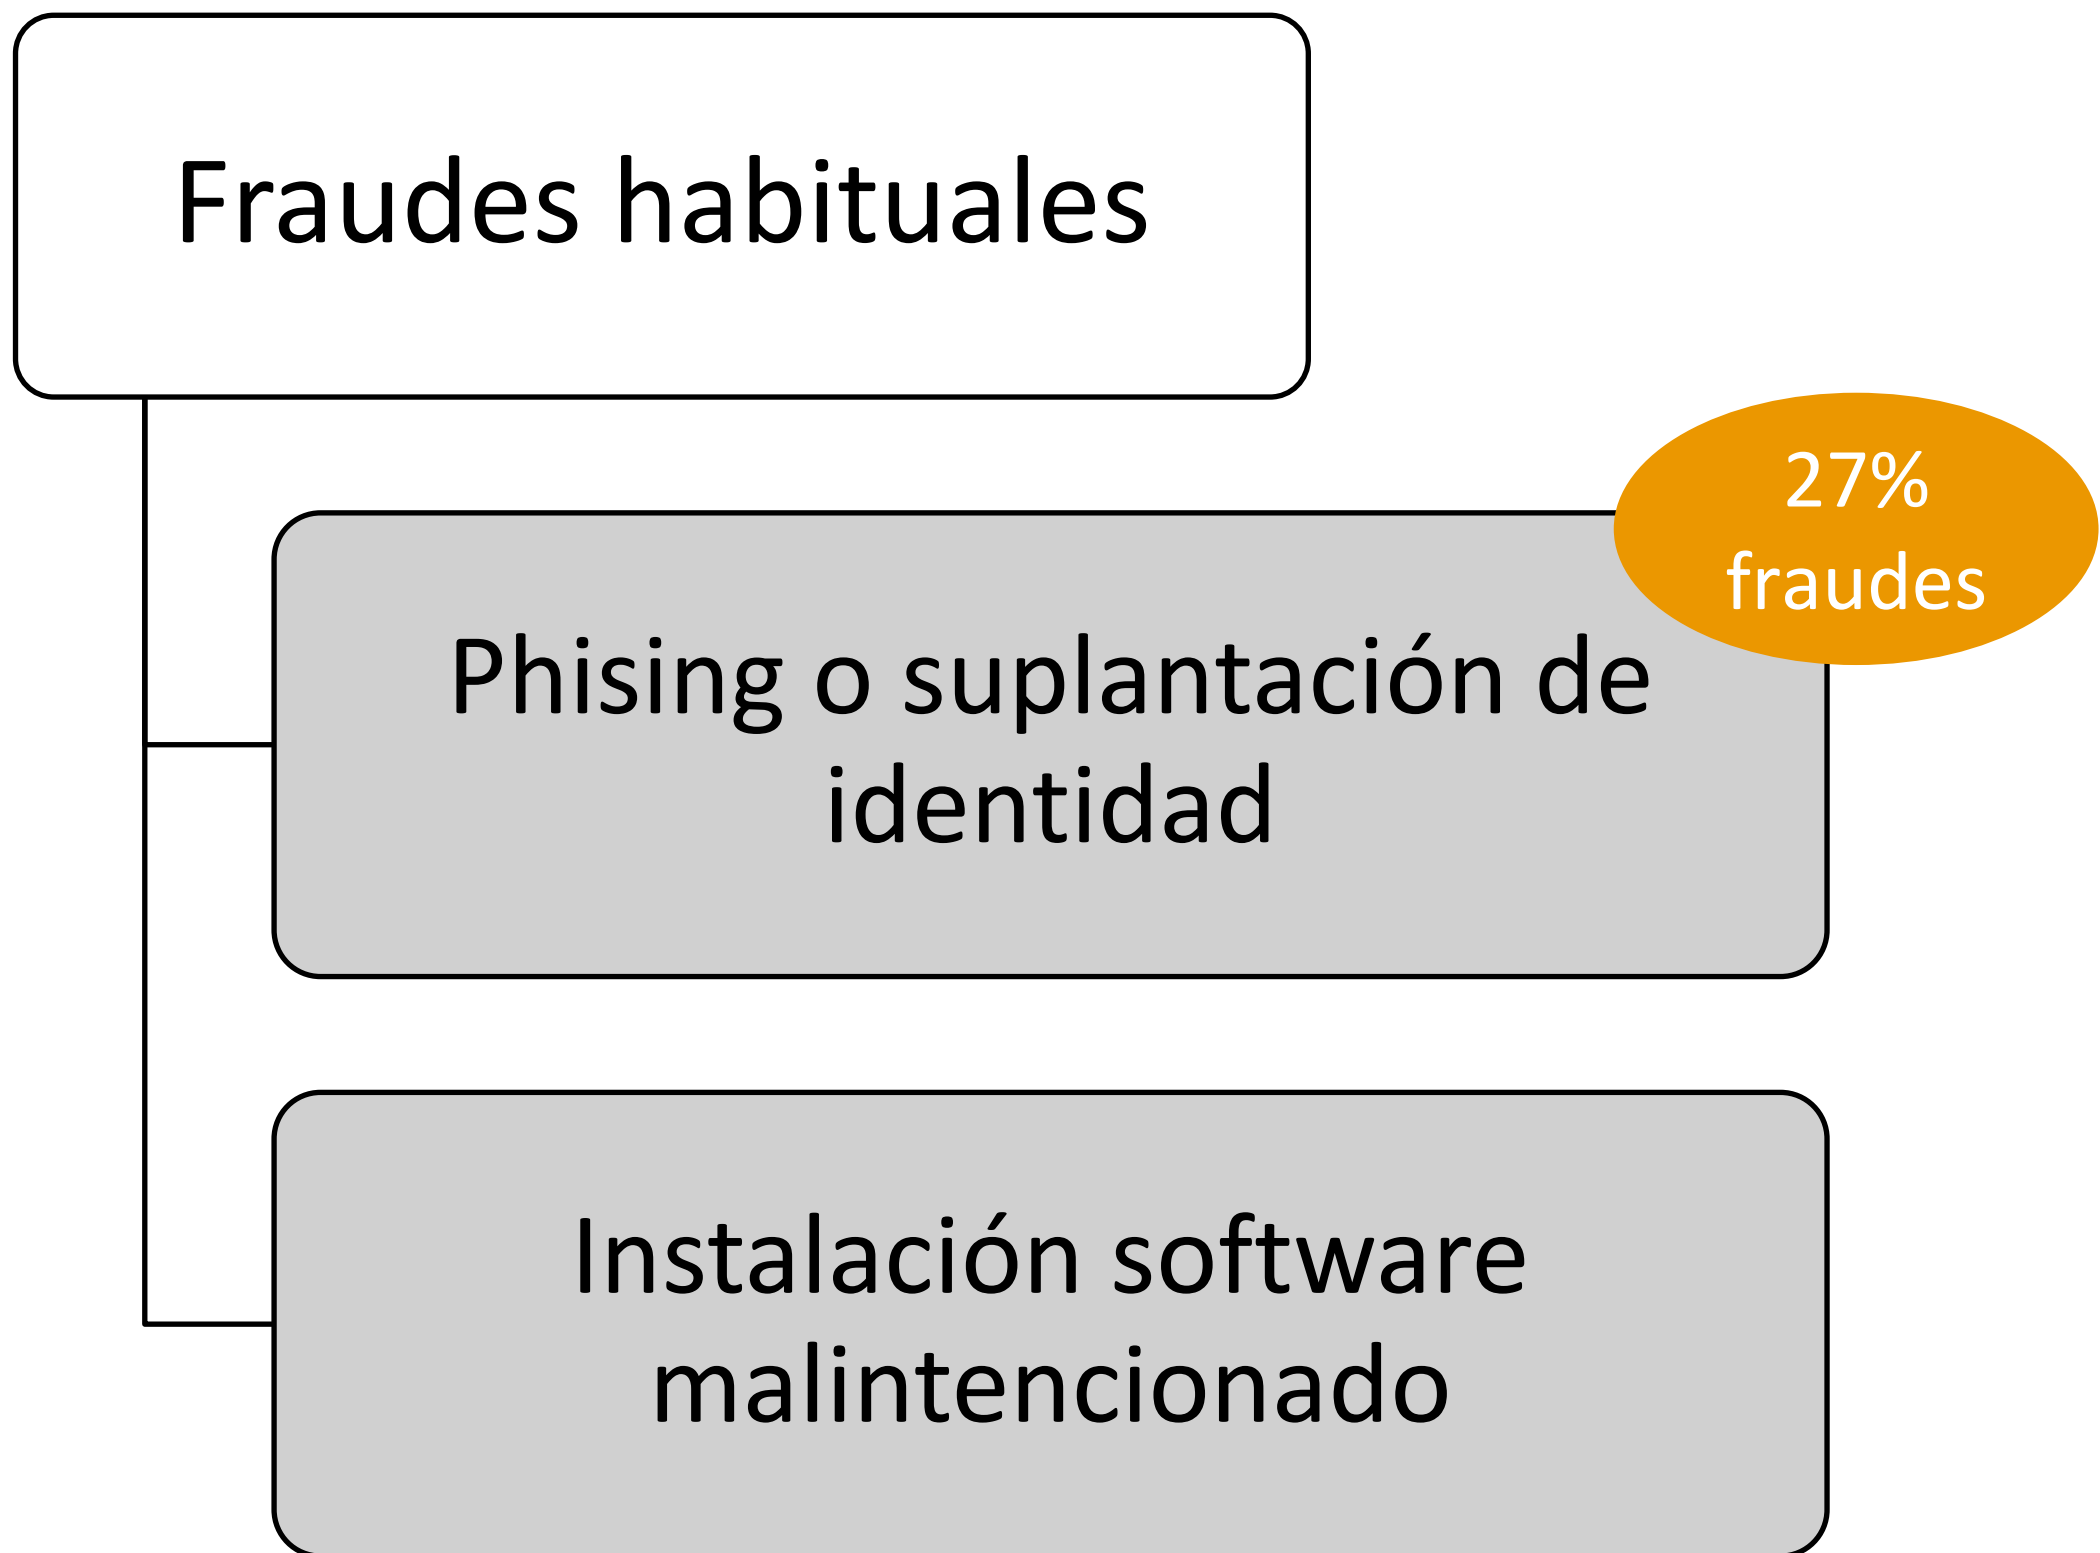 Fraudes habituales
27%
fraudes
Phising o suplantación de
identidad
Instalación software
malintencionado